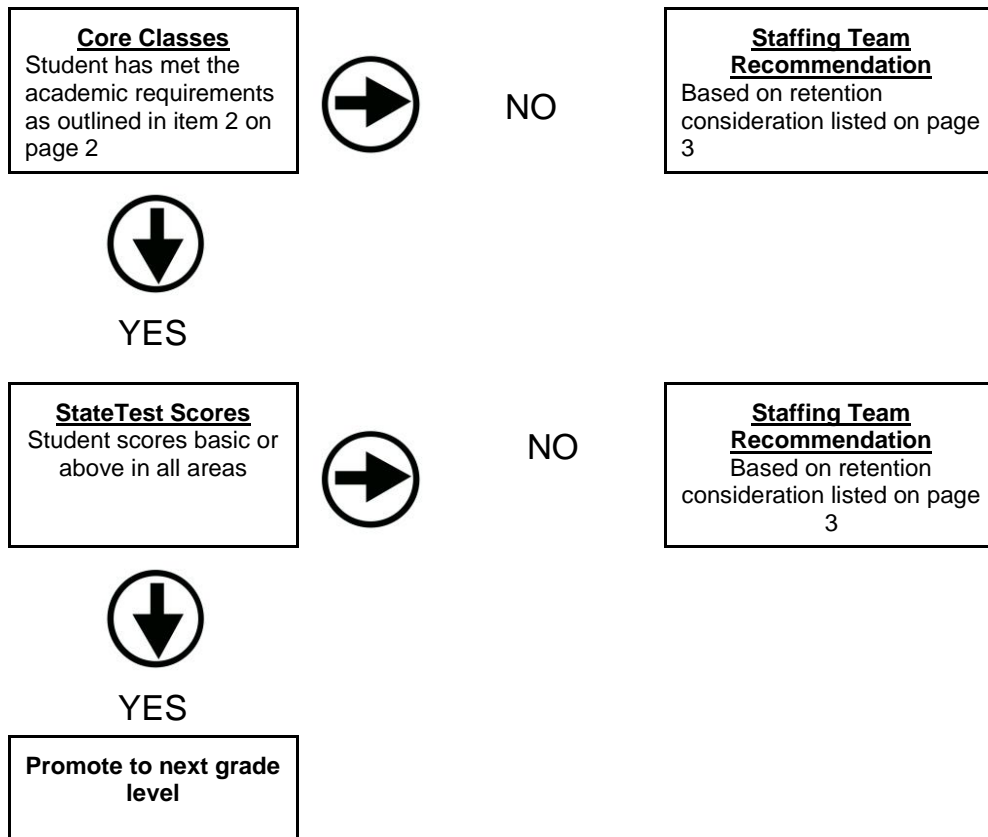 Core Classes
Student has met the
academic requirements
as outlined in item 2 on
page 2
NO
Staffing Team
Recommendation
Based on retention
consideration listed on page
3
YES
StateTest Scores
Student scores basic or
above in all areas
NO
Staffing Team
Recommendation
Based on retention
consideration listed on page
3
YES
Promote to next grade
level